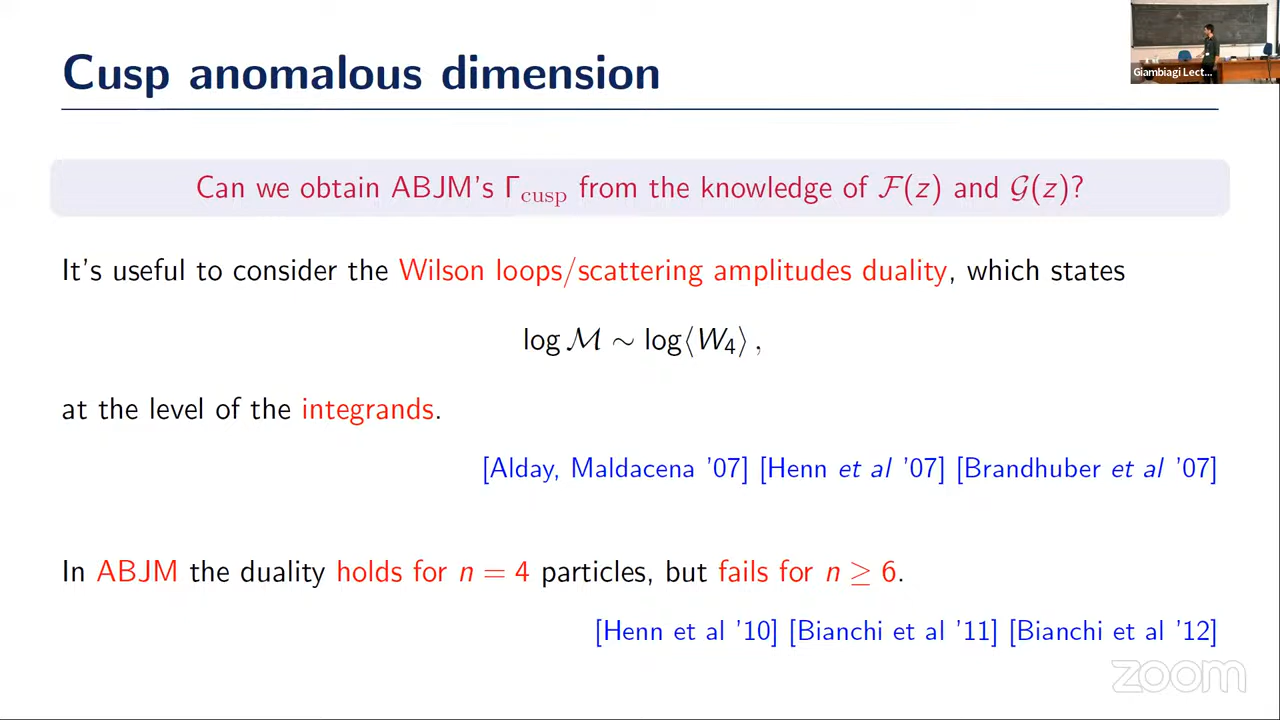 Cusp anomalous dimension
Giambiagi Lect...
Can we obtain ABJM's Γcusp from the knowledge of ℱ(z) and 𝒢(z)?
It's useful to consider the Wilson loops/scattering amplitudes duality, which states
log ℳ ∼ log⟨W₄⟩ ,
at the level of the integrands.
[Alday, Maldacena '07] [Henn et al '07] [Brandhuber et al '07]
In ABJM the duality holds for n = 4 particles, but fails for n ≥ 6.
[Henn et al '10] [Bianchi et al '11] [Bianchi et al '12]
zoom